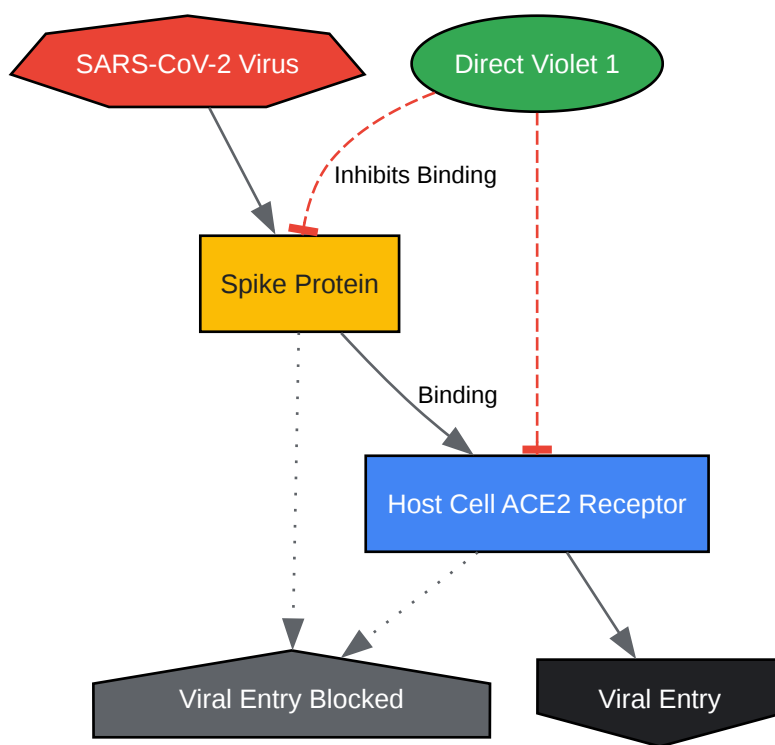 SARS-CoV-2 Virus
Direct Violet 1
Inhibits Binding
Spike Protein
Binding
Host Cell ACE2 Receptor
Viral Entry Blocked
Viral Entry